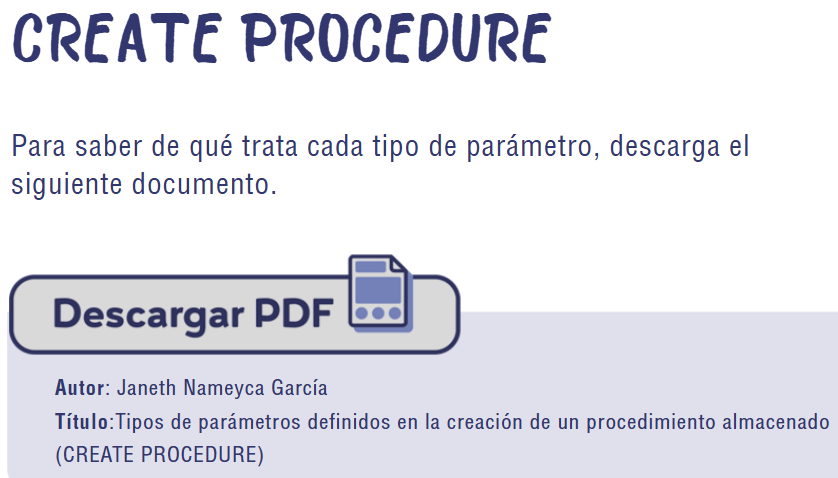 CREATE PROCEDURE
Para saber de qué trata cada tipo de parámetro, descarga el
siguiente documento.
Descargar PDF
Autor: Janeth Nameyca García
Título:Tipos de parámetros definidos en la creación de un procedimiento almacenado
(CREATE PROCEDURE)